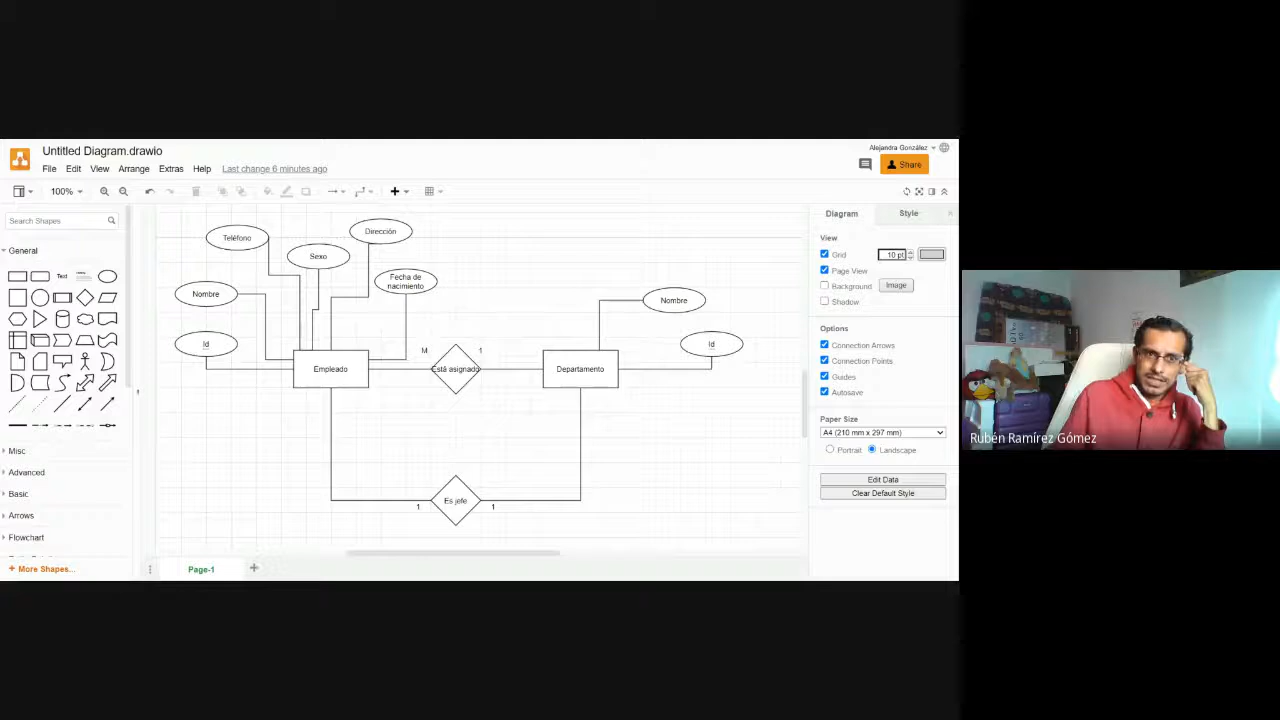 Untitled Diagram.drawio
Alejandra González
File Edit View Arrange Extras Help Last change 6 minutes ago
Share
100%
Search Shapes
Diagram Style
General
Text
View
Grid 10 pt
Page View
Background Image
Shadow
Options
Connection Arrows
Connection Points
Guides
Autosave
Paper Size
A4 (210 mm x 297 mm)
Portrait Landscape
Edit Data
Clear Default Style
Misc
Advanced
Basic
Arrows
Flowchart
+ More Shapes...
Page-1
Teléfono
Dirección
Sexo
Fecha de
nacimiento
Nombre
Id
Empleado
M
Está asignado
1
Departamento
Nombre
Id
1
Es jefe
1
Rubén Ramírez Gómez